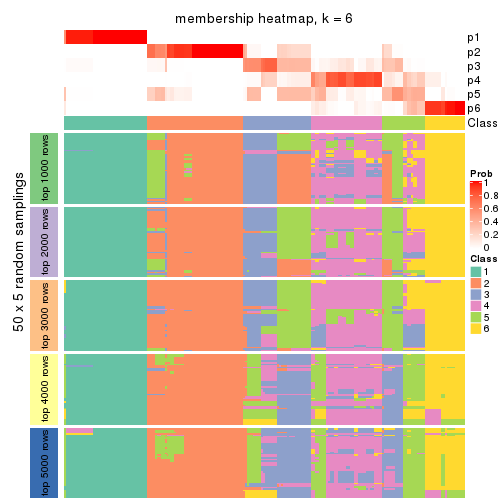 membership heatmap, k = 6
p1
p2
p3
p4
p5
p6
Class
50 x 5 random samplings
top 1000 rows
top 2000 rows
top 3000 rows
top 4000 rows
top 5000 rows
Prob
1
0.8
0.6
0.4
0.2
0
Class
1
2
3
4
5
6